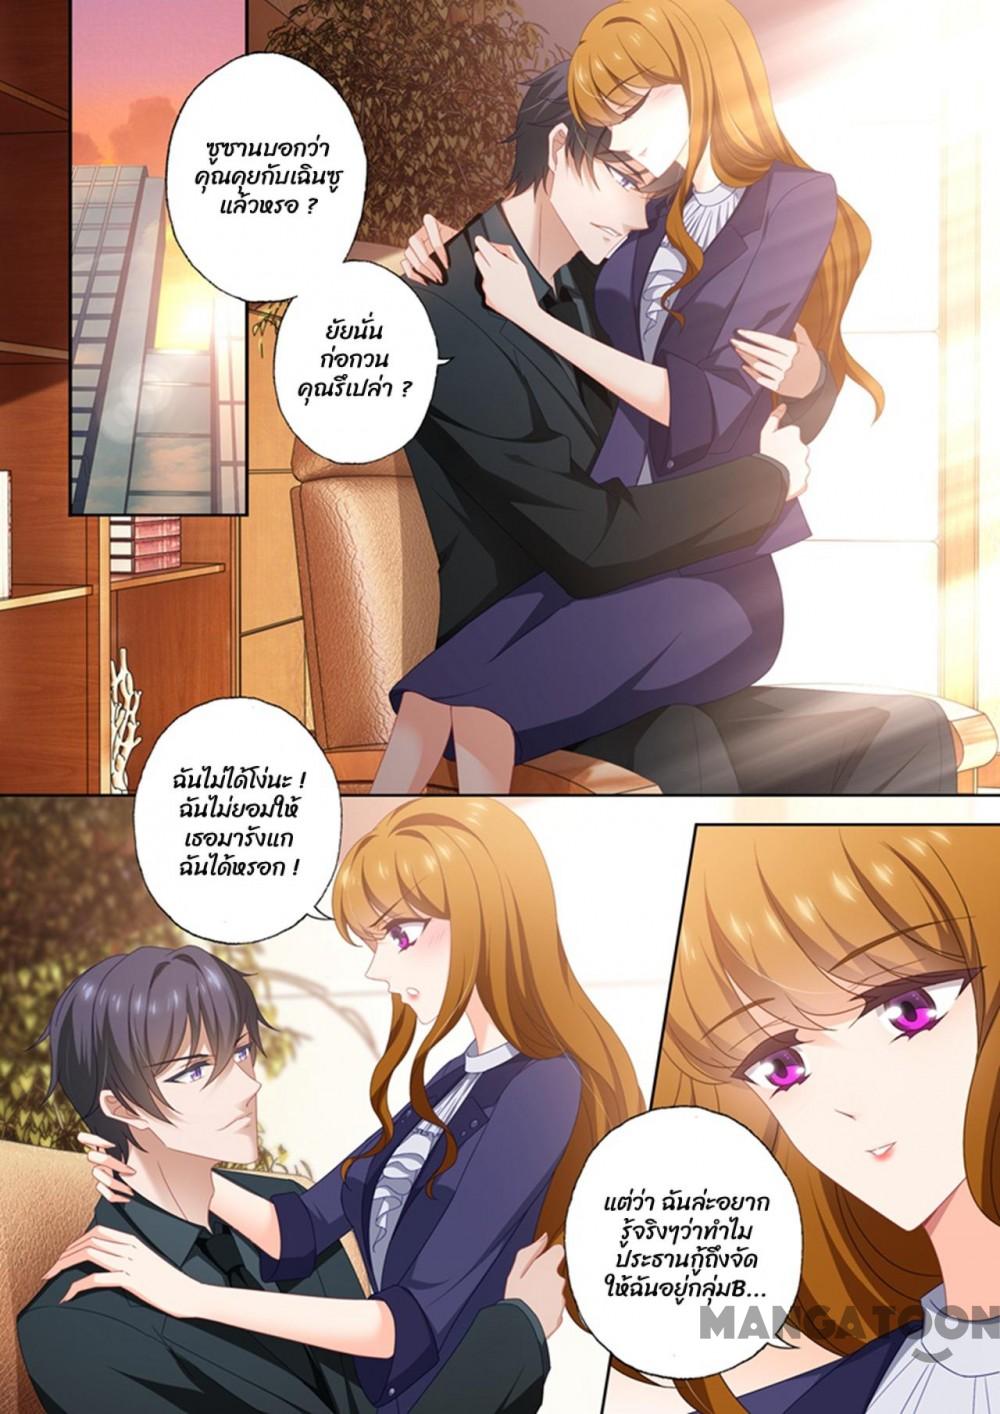 ซูซานบอกว่า
คุณคุยกับเฉินซู
แล้วหรอ ?
ยัยนั่น
ก่อกวน
คุณรึเปล่า ?
ฉันไม่ได้โง่นะ !
ฉันไม่ยอมให้
เธอมารังแก
ฉันได้หรอก !
แต่ว่า ฉันล่ะอยาก
รู้จริงๆว่าทำไม
ประธานกู้ถึงจัด
ให้ฉันอยู่กลุ่มB...
MANGATOON